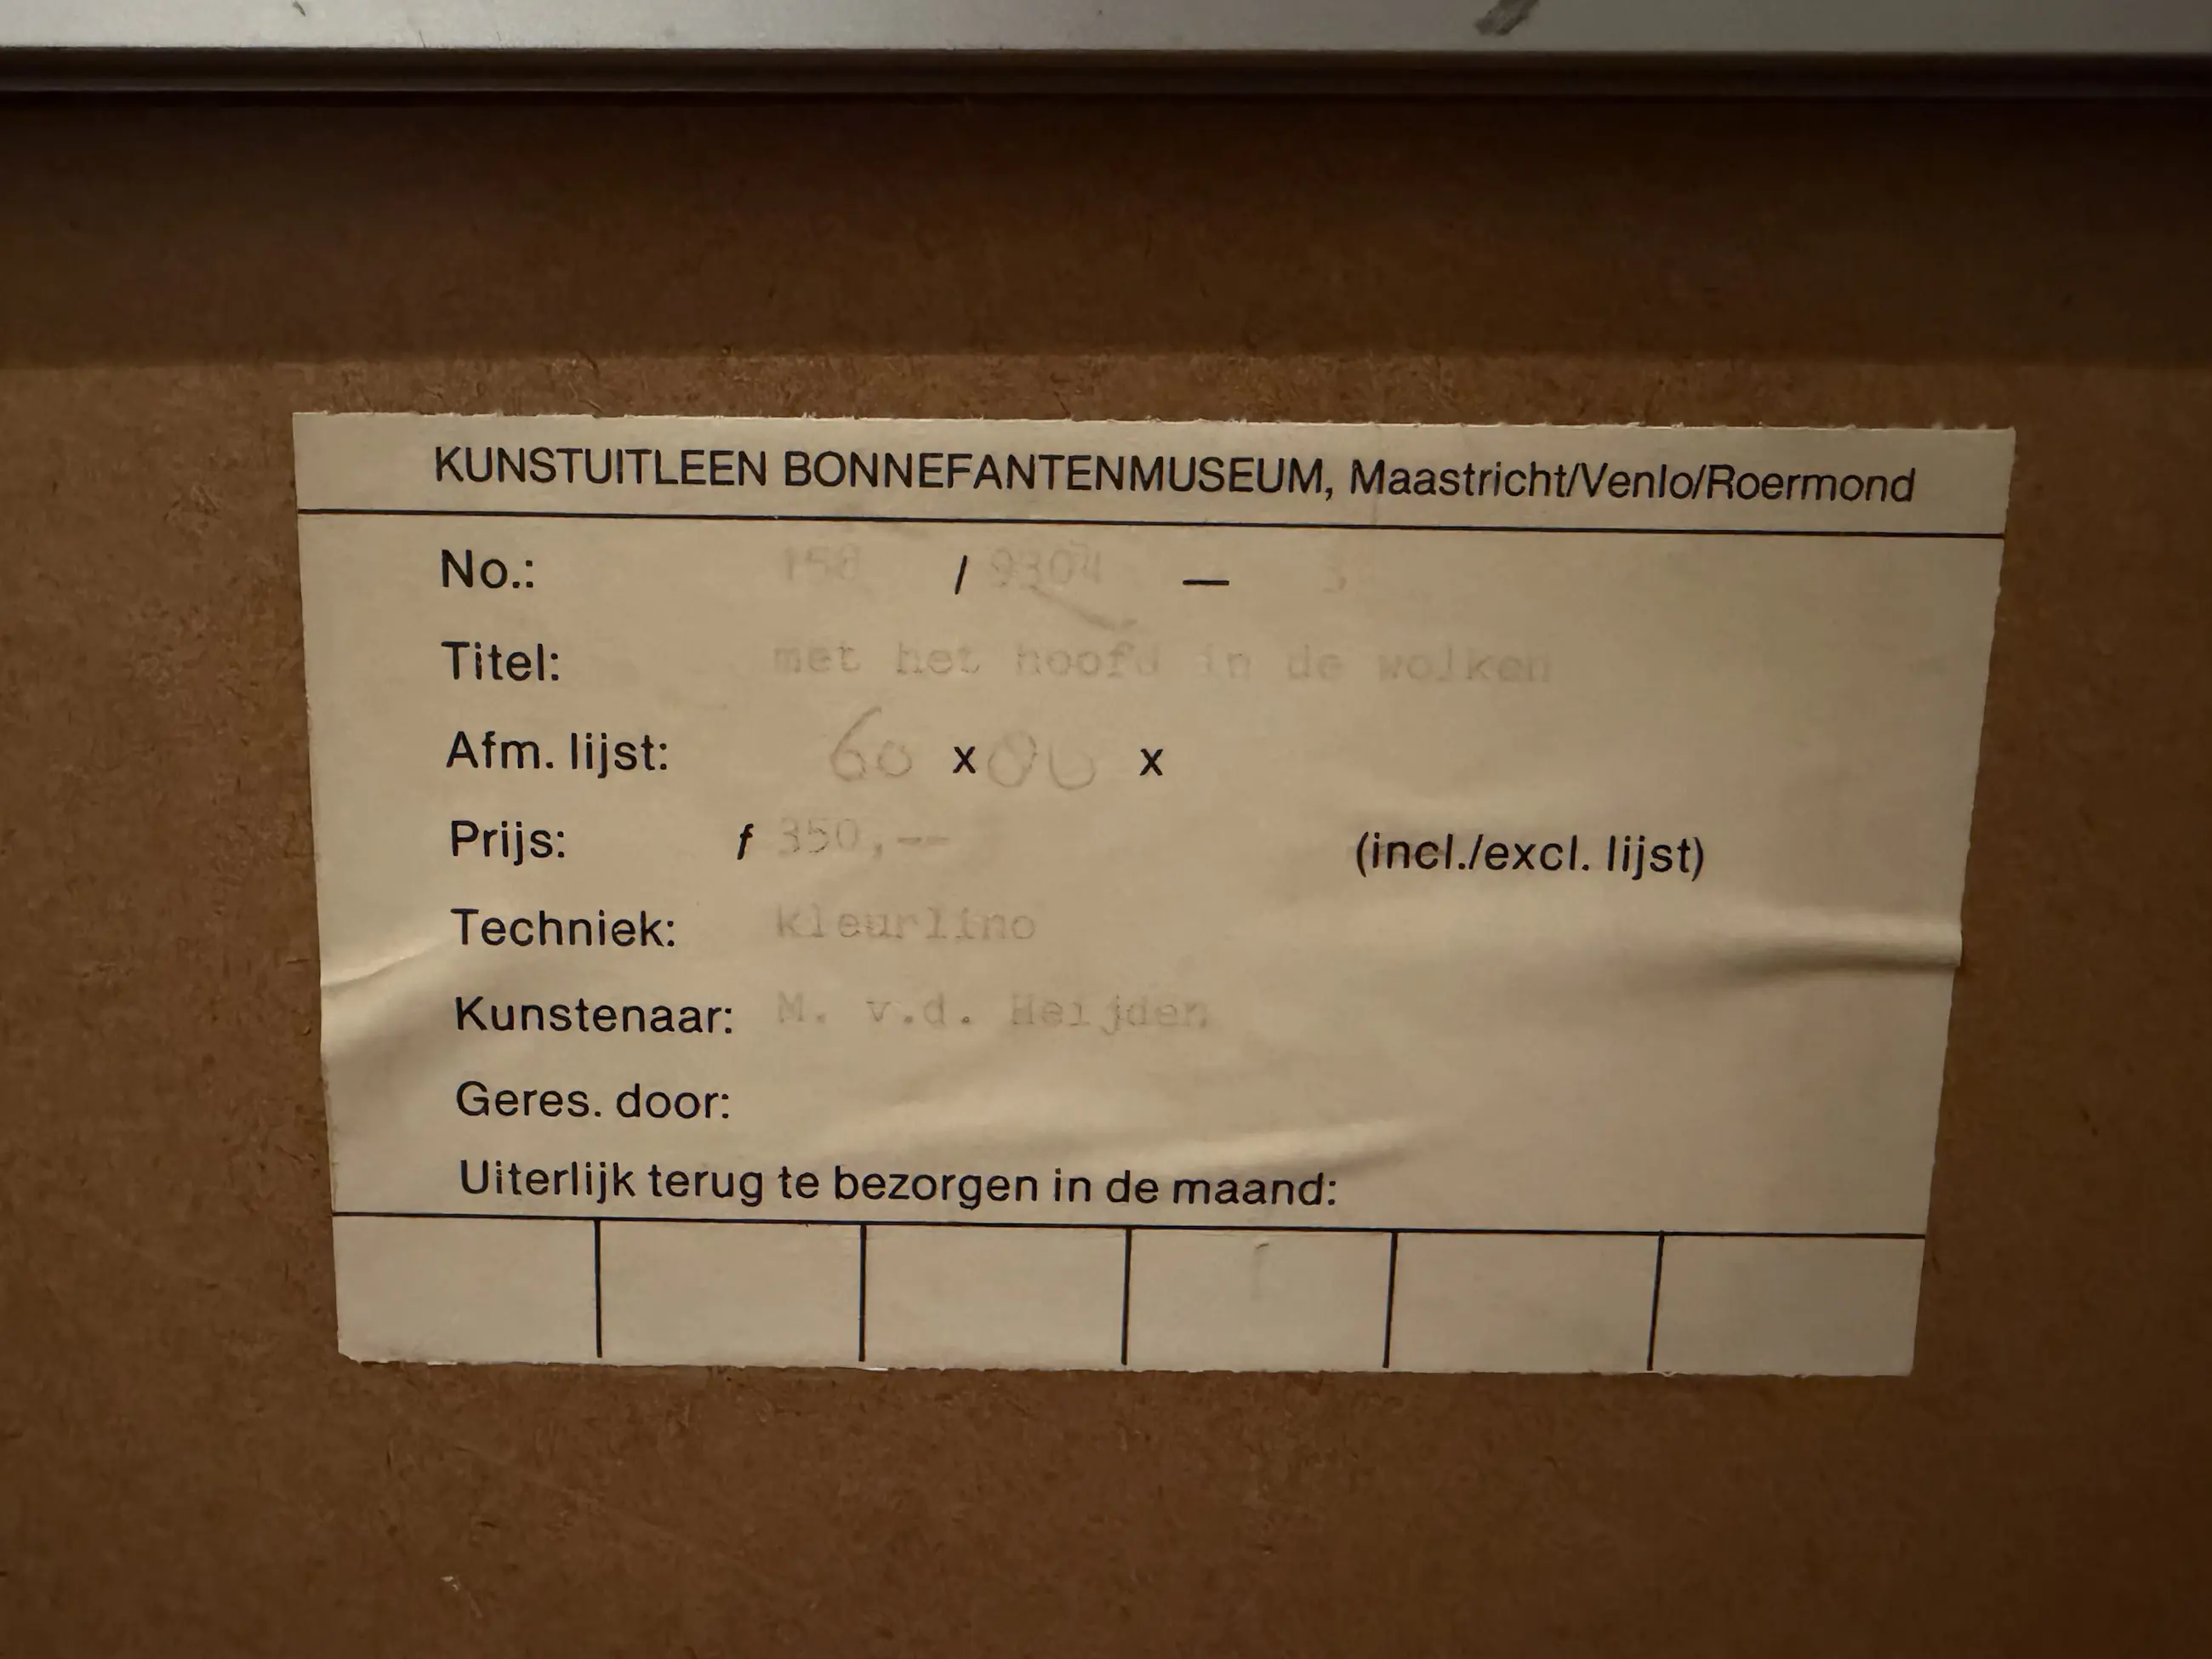 KUNSTUITLEEN BONNEFANTENMUSEUM, Maastricht/Venlo/Roermond
No.: 158 / 9304 — 3
Titel: met het hoofd in de wolken
Afm. lijst: 60 x x
Prijs: f 350,-- (incl./excl. lijst)
Techniek: kleurlino
Kunstenaar: M. v.d. Heijden
Geres. door:
Uiterlijk terug te bezorgen in de maand: